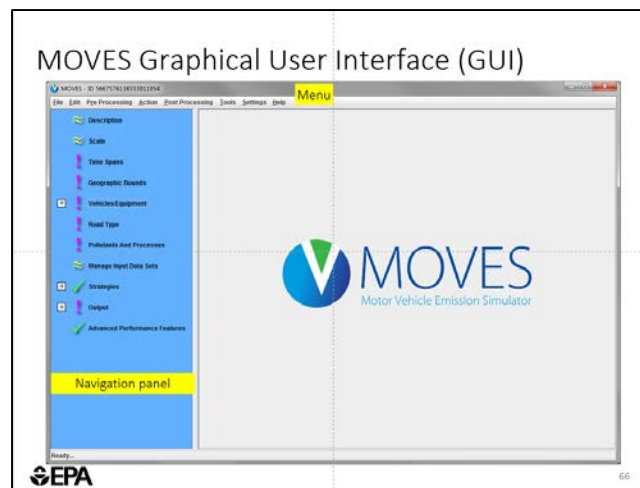 MOVES Graphical User Interface (GUI)
Menu
File Edit Pre Processing Action Post Processing Tools Settings Help
Description
Scale
Time Spans
Geographic Bounds
Vehicles/Equipment
Road Type
Pollutants And Processes
Manage Input Data Sets
Strategies
Output
Advanced Performance Features
Navigation panel
MOVES
Motor Vehicle Emission Simulator
Ready...
EPA
66